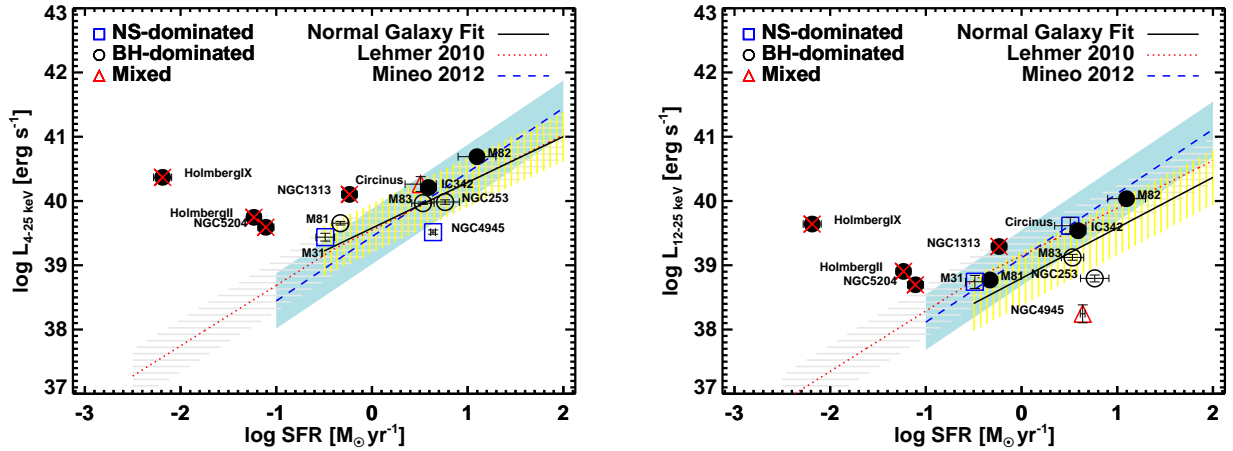 43
42
41
40
39
38
37
-3
-2
-1
0
1
2
log L4-25 keV [erg s-1]
log SFR [M⊙ yr-1]
NS-dominated
BH-dominated
Mixed
Normal Galaxy Fit
Lehmer 2010
Mineo 2012
HolmbergIX
NGC1313
Circinus
M82
IC342
M83
NGC253
HolmbergII
NGC5204
M81
NGC4945
M31
43
42
41
40
39
38
37
-3
-2
-1
0
1
2
log L12-25 keV [erg s-1]
log SFR [M⊙ yr-1]
NS-dominated
BH-dominated
Mixed
Normal Galaxy Fit
Lehmer 2010
Mineo 2012
HolmbergIX
Circinus
M82
IC342
NGC1313
M83
HolmbergII
NGC253
NGC5204
M31
M81
NGC4945